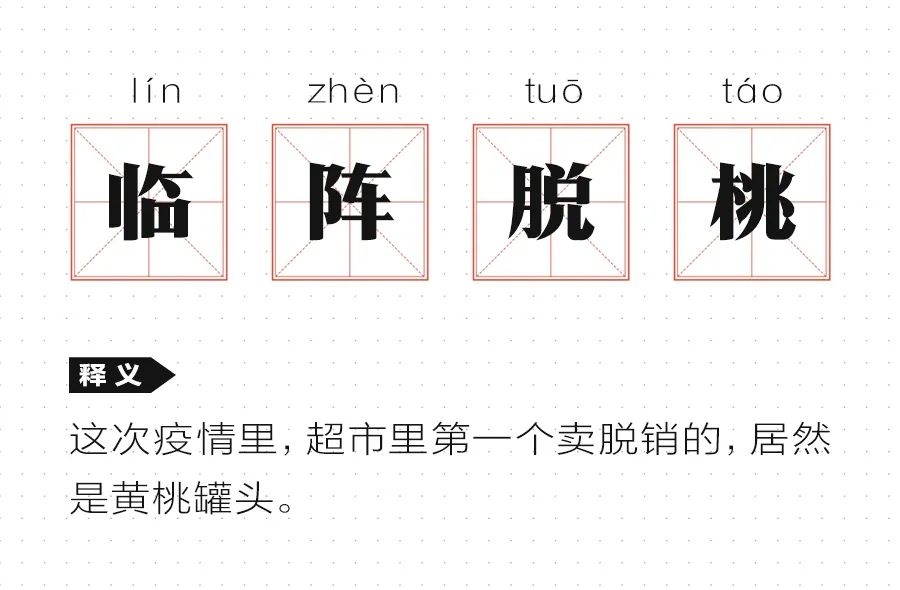 lín zhèn tuō táo
临阵脱桃
释义
这次疫情里，超市里第一个卖脱销的，居然
是黄桃罐头。